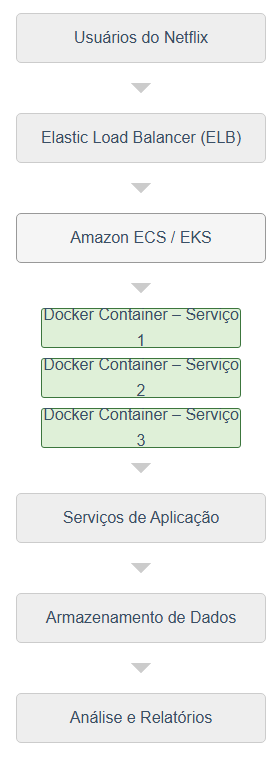 Usuários do Netflix
Elastic Load Balancer (ELB)
Amazon ECS / EKS
Docker Container – Serviço
1
Docker Container – Serviço
2
Docker Container – Serviço
3
Serviços de Aplicação
Armazenamento de Dados
Análise e Relatórios